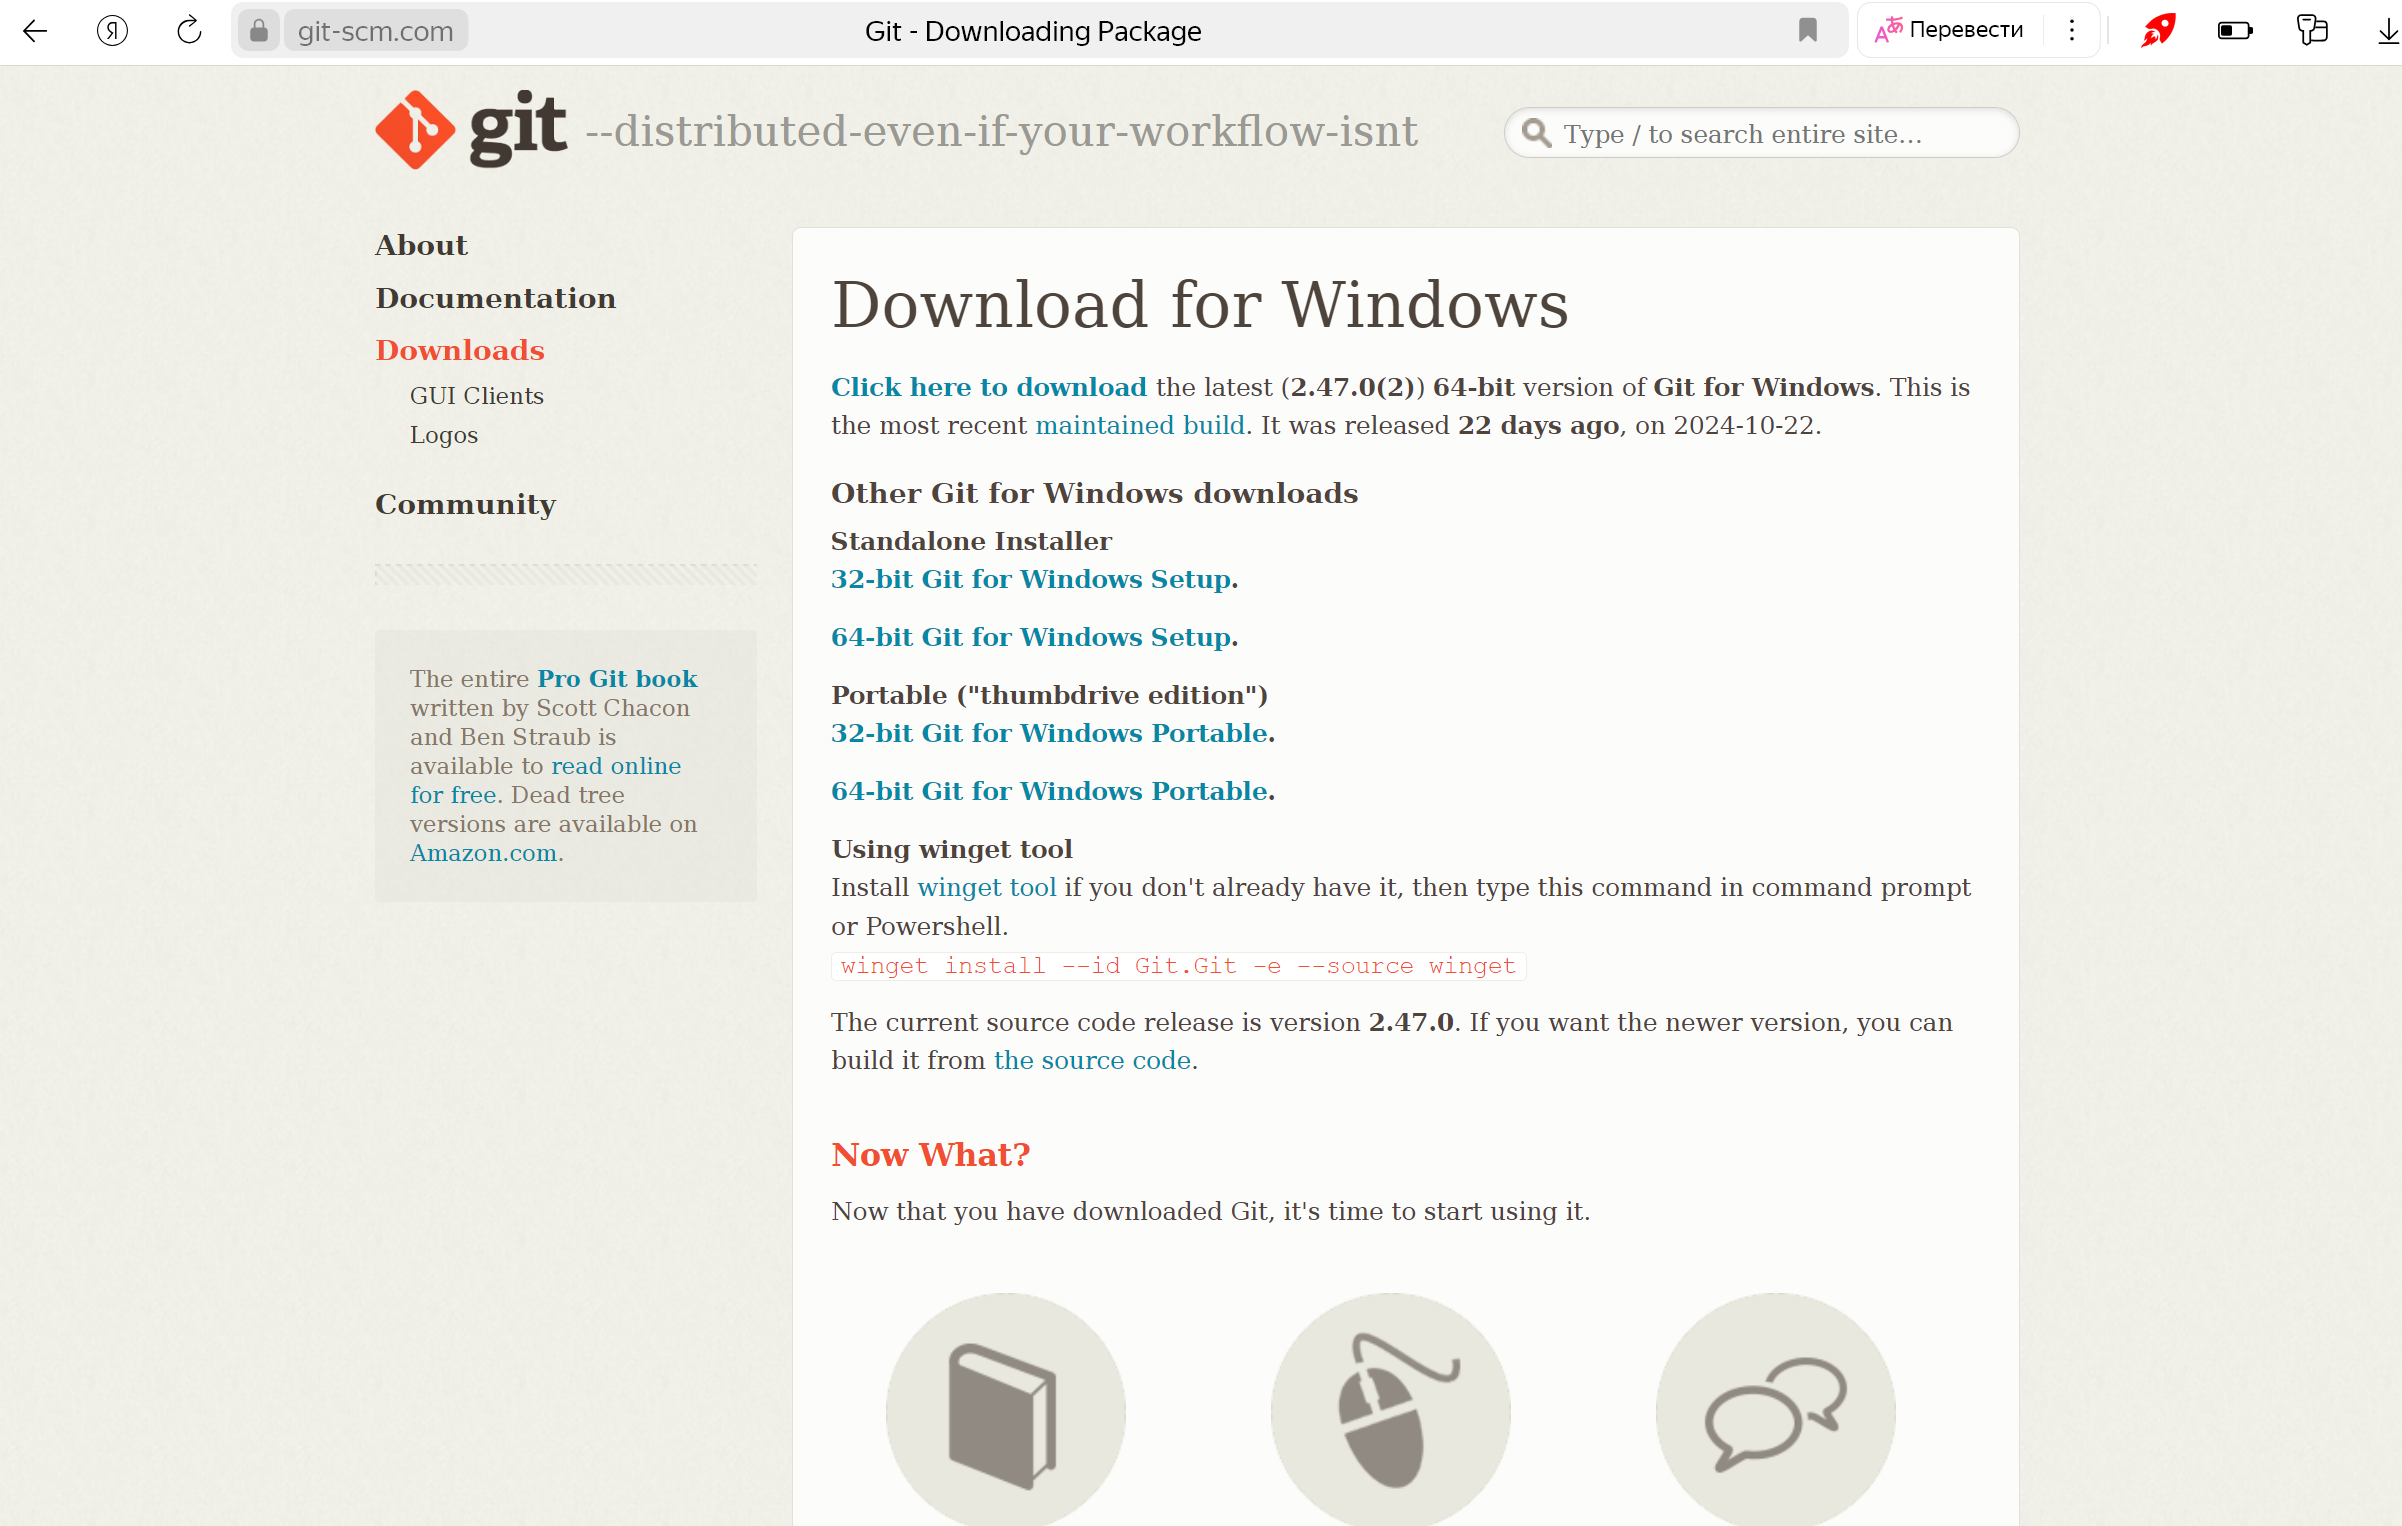 git-scm.com
Git - Downloading Package
Перевести
git --distributed-even-if-your-workflow-isnt
Type / to search entire site...
About
Documentation
Downloads
GUI Clients
Logos
Community
The entire Pro Git book
written by Scott Chacon
and Ben Straub is
available to read online
for free. Dead tree
versions are available on
Amazon.com.
Download for Windows
Click here to download the latest (2.47.0(2)) 64-bit version of Git for Windows. This is
the most recent maintained build. It was released 22 days ago, on 2024-10-22.
Other Git for Windows downloads
Standalone Installer
32-bit Git for Windows Setup.
64-bit Git for Windows Setup.
Portable ("thumbdrive edition")
32-bit Git for Windows Portable.
64-bit Git for Windows Portable.
Using winget tool
Install winget tool if you don't already have it, then type this command in command prompt
or Powershell.
winget install --id Git.Git -e --source winget
The current source code release is version 2.47.0. If you want the newer version, you can
build it from the source code.
Now What?
Now that you have downloaded Git, it's time to start using it.